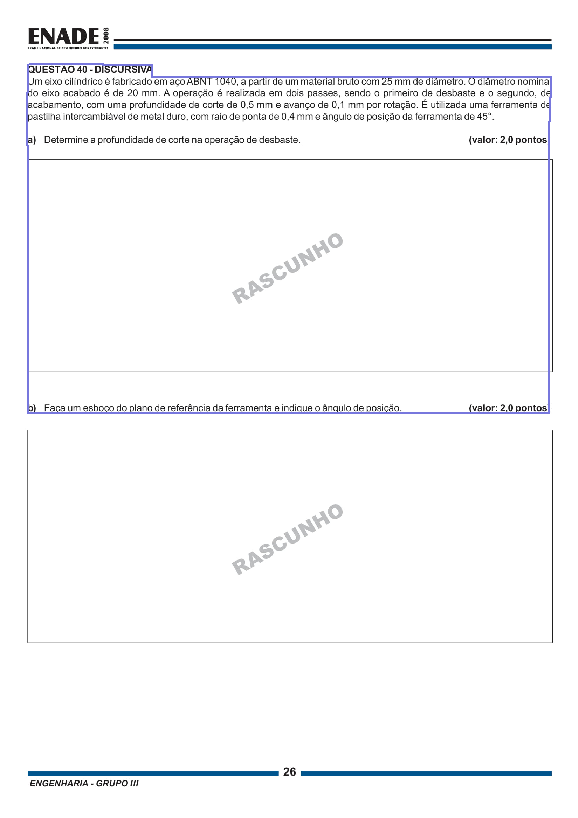 ENADE 2008
QUESTÃO 40 - DISCURSIVA
Um eixo cilíndrico é fabricado em aço ABNT 1040, a partir de um material bruto com 25 mm de diâmetro. O diâmetro nominal
do eixo acabado é de 20 mm. A operação é realizada em dois passes, sendo o primeiro de desbaste e o segundo, de
acabamento, com uma profundidade de corte de 0,5 mm e avanço de 0,1 mm por rotação. É utilizada uma ferramenta de
pastilha intercambiável de metal duro, com raio de ponta de 0,4 mm e ângulo de posição da ferramenta de 45°.
a) Determine a profundidade de corte na operação de desbaste. (valor: 2,0 pontos)
RASCUNHO
b) Faça um esboço do plano de referência da ferramenta e indique o ângulo de posição. (valor: 2,0 pontos)
RASCUNHO
26
ENGENHARIA - GRUPO III